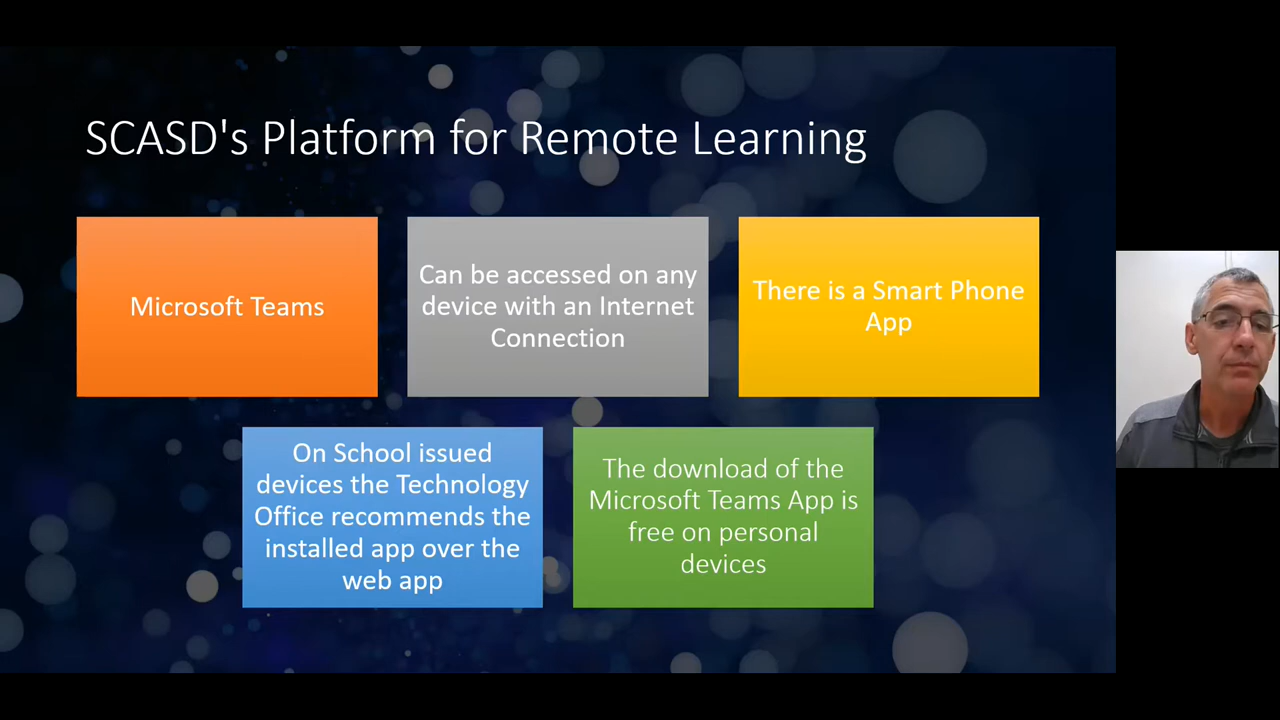 SCASD's Platform for Remote Learning
Microsoft Teams
Can be accessed on any
device with an Internet
Connection
There is a Smart Phone
App
On School issued
devices the Technology
Office recommends the
installed app over the
web app
The download of the
Microsoft Teams App is
free on personal
devices